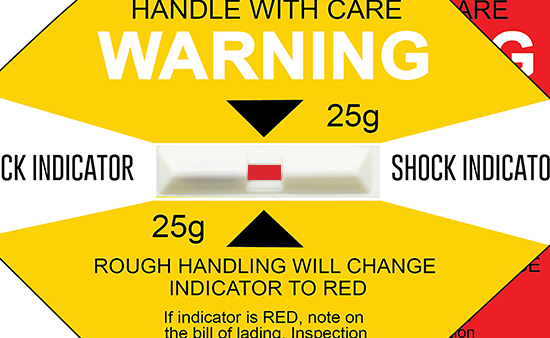 HANDLE WITH CARE
ARE
WARNING
G
25g
CK INDICATOR
SHOCK INDICATO
25g
ROUGH HANDLING WILL CHANGE
INDICATOR TO RED
If indicator is RED, note on
the bill of lading. Inspection